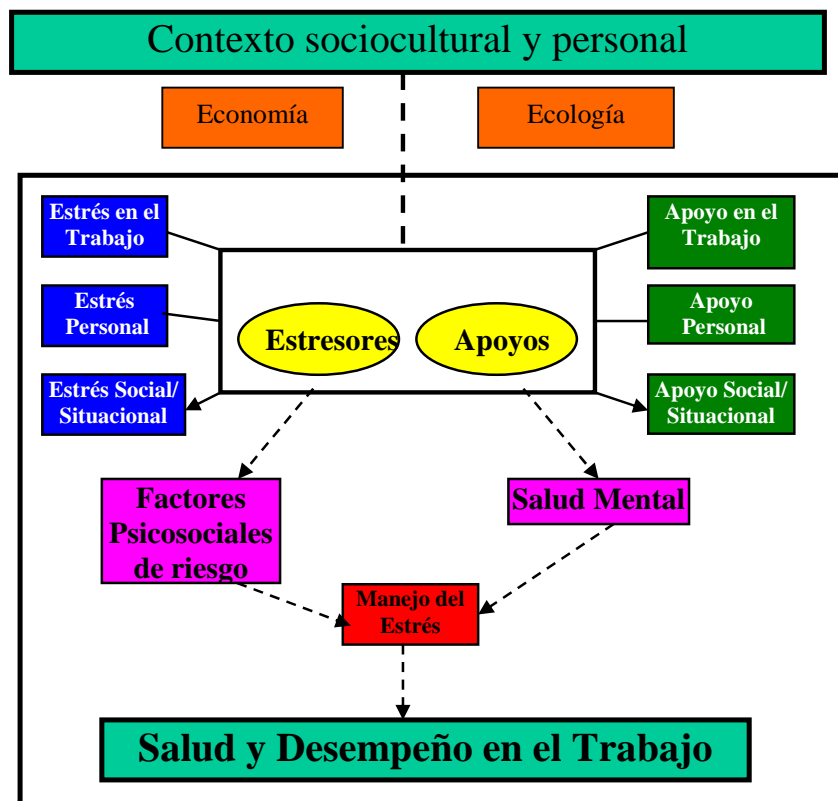 Contexto sociocultural y personal
Economía
Ecología
Estrés en el
Trabajo
Apoyo en el
Trabajo
Estrés
Personal
Estresores
Apoyos
Apoyo
Personal
Estrés Social/
Situacional
Apoyo Social/
Situacional
Factores
Psicosociales
de riesgo
Salud Mental
Manejo del
Estrés
Salud y Desempeño en el Trabajo